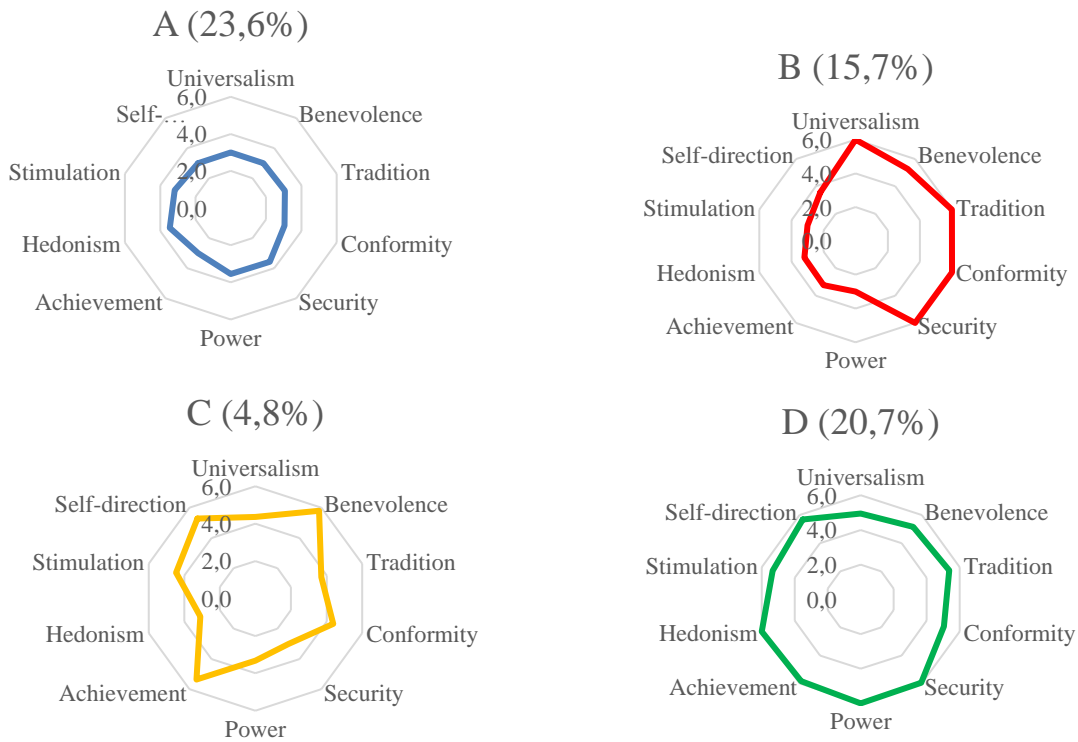 A (23,6%)
Universalism
6,0
Self-...
Benevolence
4,0
Stimulation
2,0
Tradition
0,0
Hedonism
Conformity
Achievement
Security
Power
B (15,7%)
Universalism
6,0
Self-direction
Benevolence
4,0
Stimulation
2,0
Tradition
0,0
Hedonism
Conformity
Achievement
Security
Power
C (4,8%)
Universalism
6,0
Self-direction
Benevolence
4,0
Stimulation
2,0
Tradition
0,0
Hedonism
Conformity
Achievement
Security
Power
D (20,7%)
Universalism
6,0
Self-direction
Benevolence
4,0
Stimulation
2,0
Tradition
0,0
Hedonism
Conformity
Achievement
Security
Power